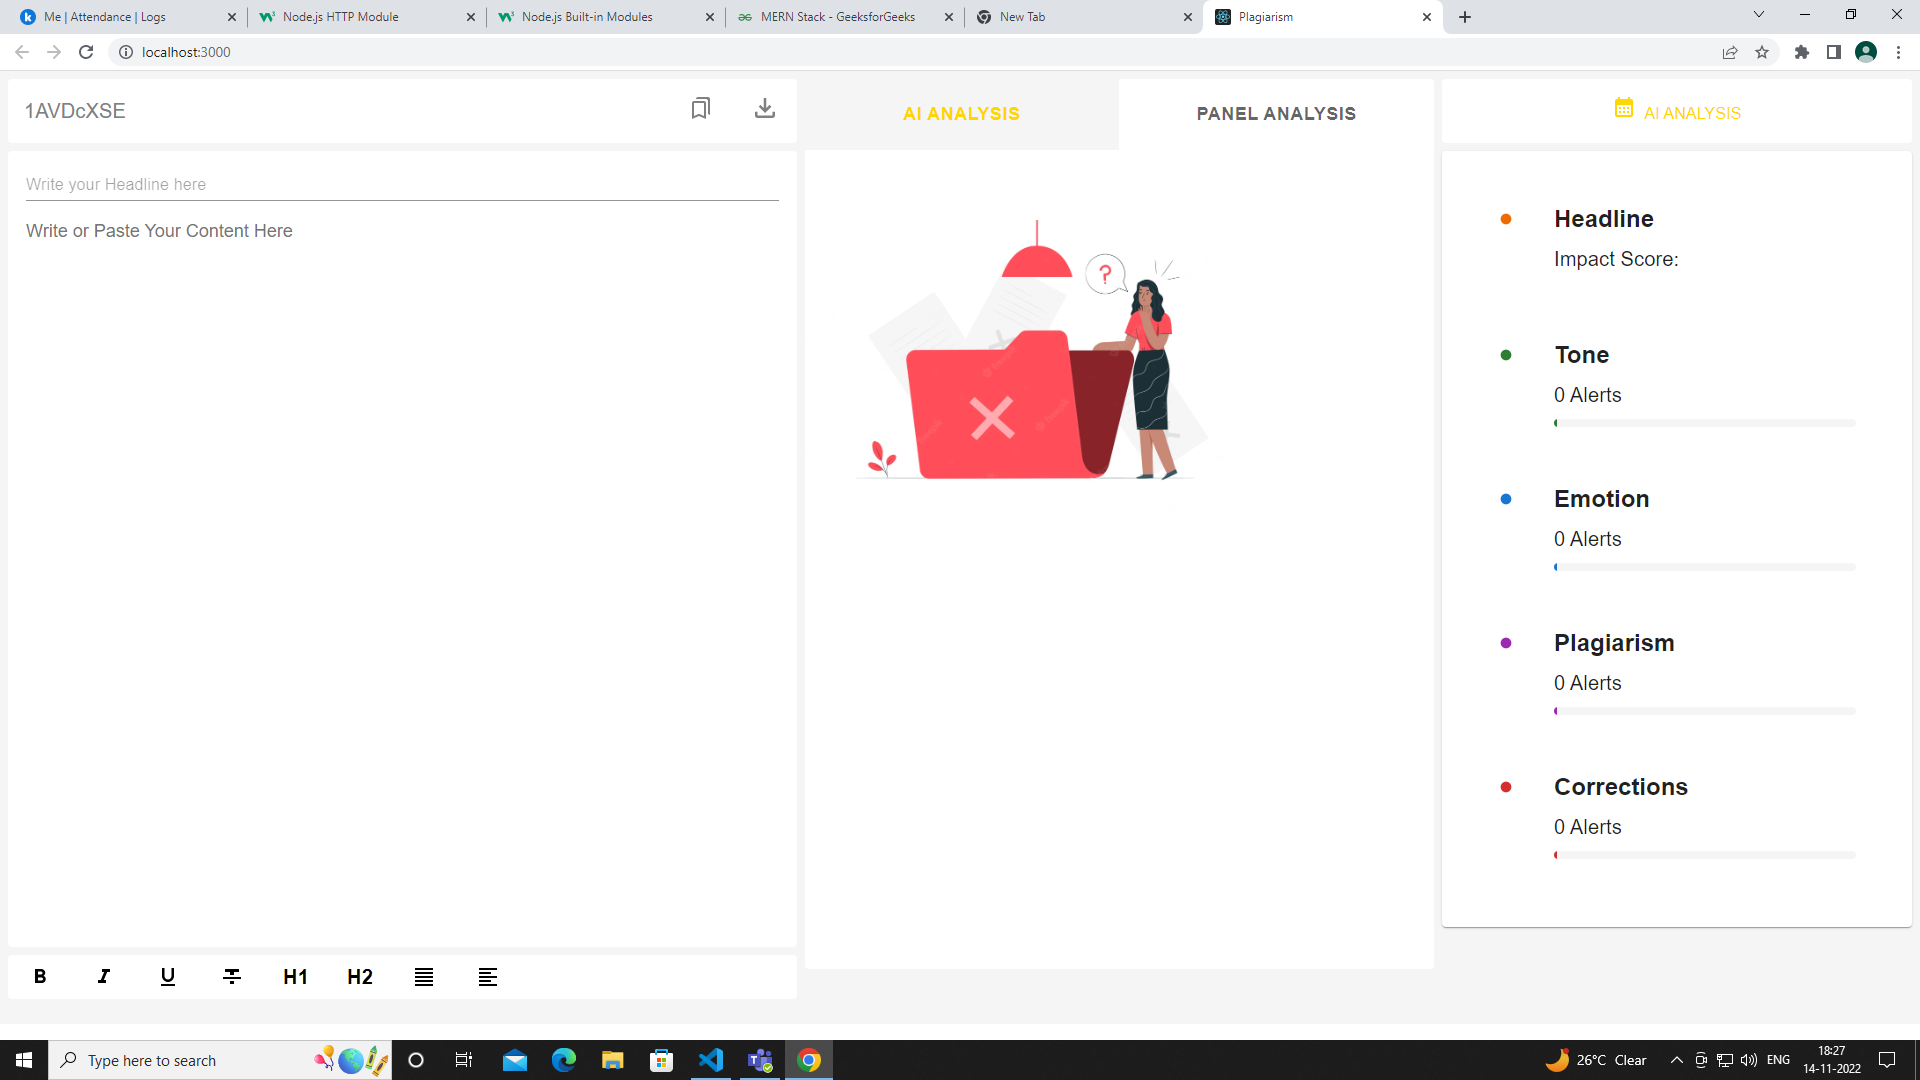 Me | Attendance | Logs
Node.js HTTP Module
Node.js Built-in Modules
MERN Stack - GeeksforGeeks
New Tab
Plagiarism
localhost:3000
1AVDcXSE
Write your Headline here
Write or Paste Your Content Here
B I U H1 H2
AI ANALYSIS
PANEL ANALYSIS
?
AI ANALYSIS
Headline
Impact Score:
Tone
0 Alerts
Emotion
0 Alerts
Plagiarism
0 Alerts
Corrections
0 Alerts
Type here to search
26°C Clear
ENG
18:27
14-11-2022